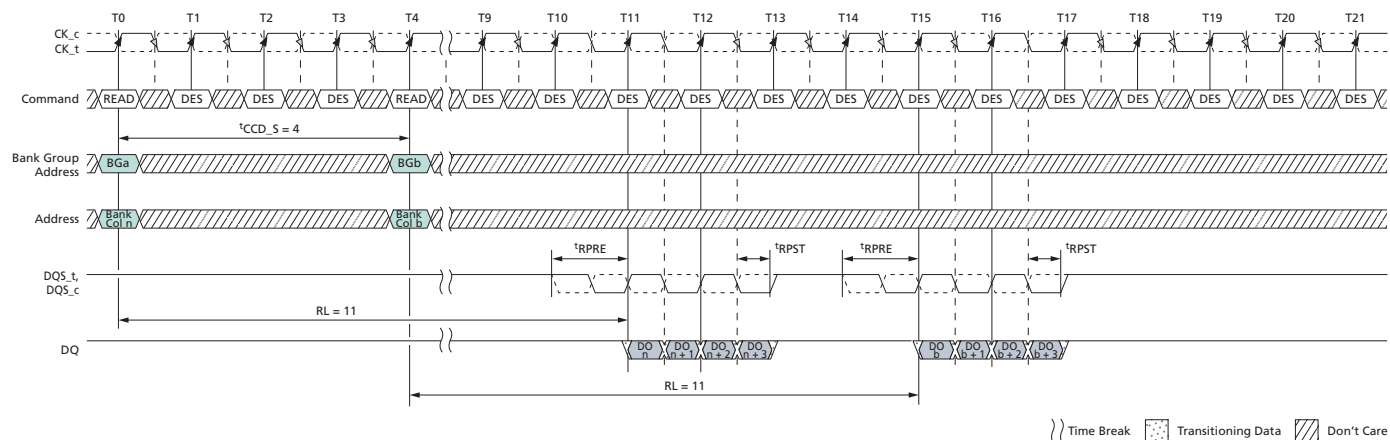 T0 T1 T2 T3 T4 T9 T10 T11 T12 T13 T14 T15 T16 T17 T18 T19 T20 T21
CK_c
CK_t
Command READ DES DES DES READ DES DES DES DES DES DES DES DES DES DES DES DES DES
tCCD_S = 4
Bank Group
Address
BGa BGb
Address
Bank
Col n
Bank
Col b
tRPRE tRPST tRPRE tRPST
DQS_t,
DQS_c
RL = 11
DQ
DO
n
DO
n + 1
DO
n + 2
DO
n + 3
DO
b
DO
b + 1
DO
b + 2
DO
b + 3
RL = 11
Time Break Transitioning Data Don't Care